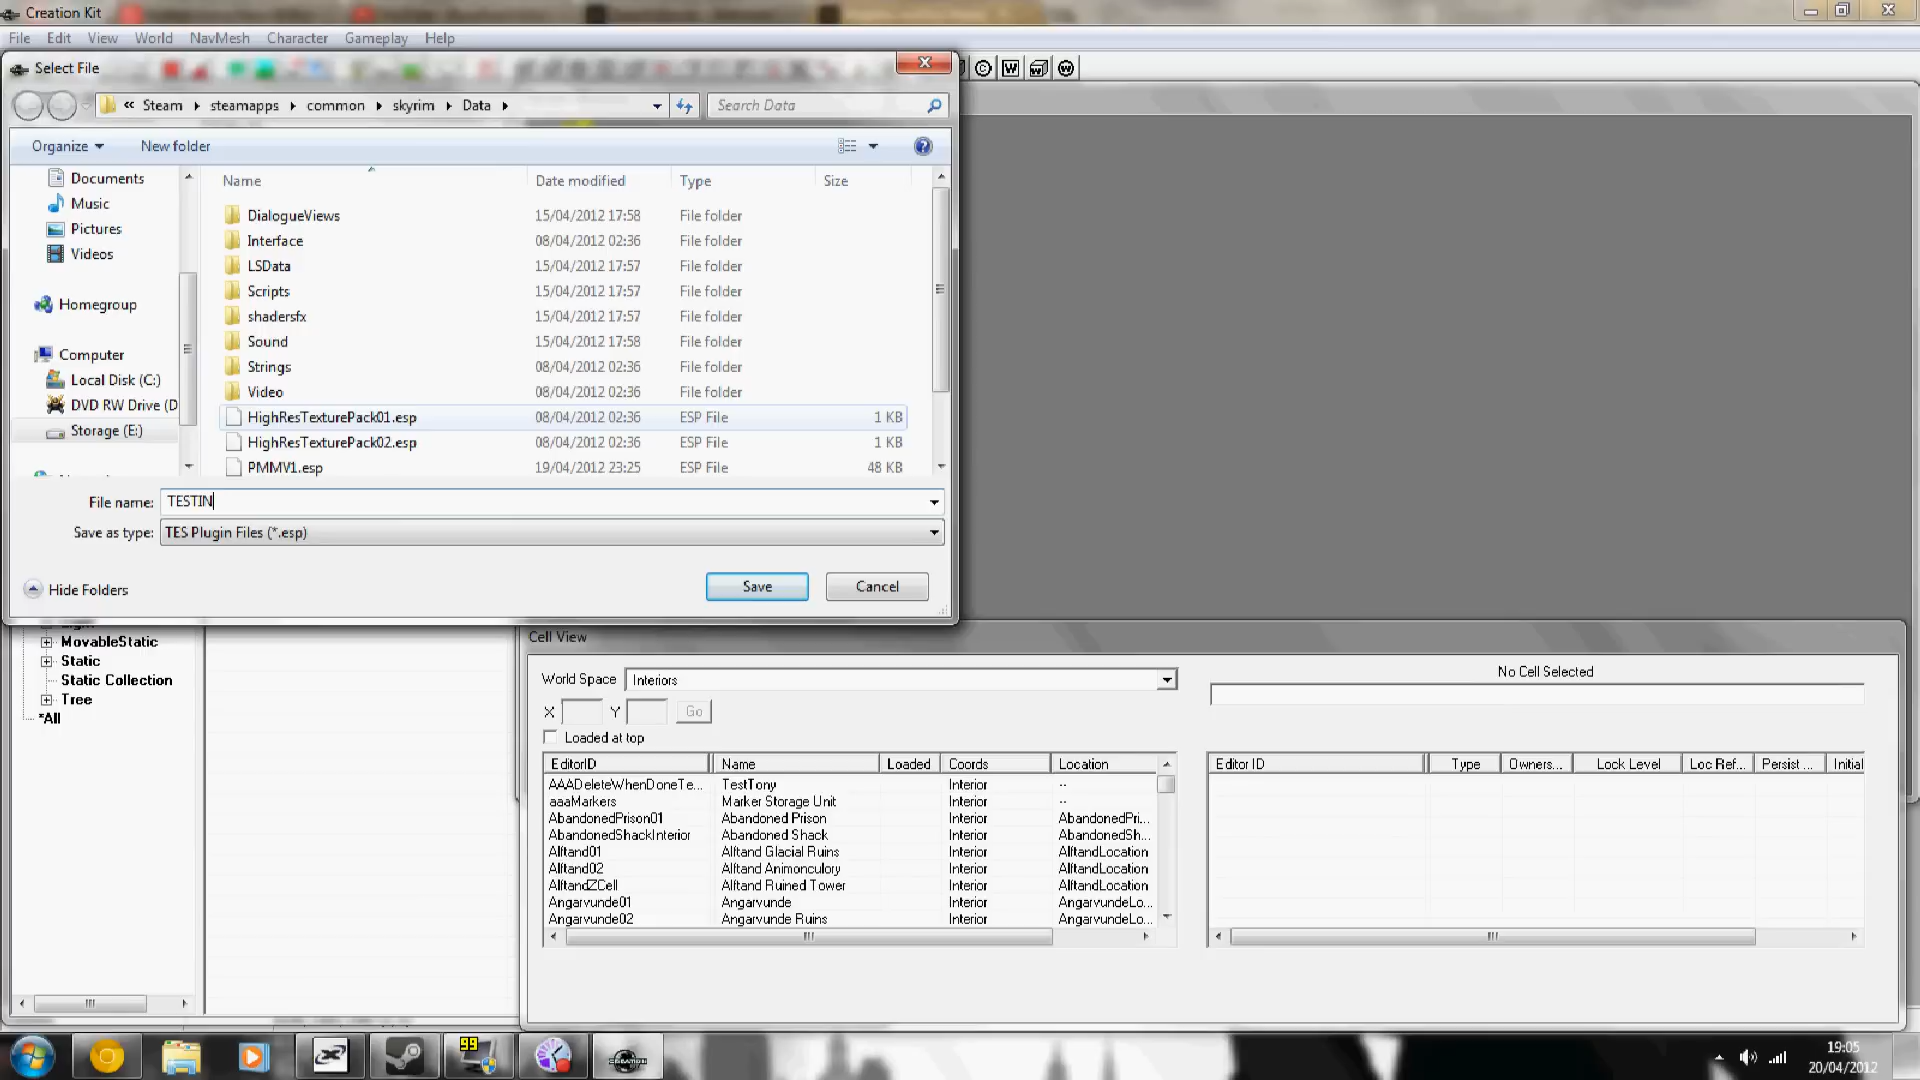 Creation Kit
File Edit View World NavMesh Character Gameplay Help
Select File
« Steam steamapps common skyrim Data
Search Data
Organize New folder
Documents
Music
Pictures
Videos
Homegroup
Computer
Local Disk (C:)
DVD RW Drive (D
Storage (E:)
Name Date modified Type Size
DialogueViews 15/04/2012 17:58 File folder
Interface 08/04/2012 02:36 File folder
LSData 15/04/2012 17:57 File folder
Scripts 15/04/2012 17:57 File folder
shadersfx 15/04/2012 17:57 File folder
Sound 15/04/2012 17:58 File folder
Strings 08/04/2012 02:36 File folder
Video 08/04/2012 02:36 File folder
HighResTexturePack01.esp 08/04/2012 02:36 ESP File 1 KB
HighResTexturePack02.esp 08/04/2012 02:36 ESP File 1 KB
PMMV1.esp 19/04/2012 23:25 ESP File 48 KB
File name: TESTIN
Save as type: TES Plugin Files (*.esp)
Hide Folders
Save Cancel
MovableStatic
Static
Static Collection
Tree
*All
Cell View
World Space Interiors
X Y Go
Loaded at top
No Cell Selected
EditorID Name Loaded Coords Location
AAADeleteWhenDoneTe... TestTony Interior --
aaaMarkers Marker Storage Unit Interior --
AbandonedPrison01 Abandoned Prison Interior AbandonedPri...
AbandonedShackInterior Abandoned Shack Interior AbandonedSh...
Alftand01 Alftand Glacial Ruins Interior AlftandLocation
Alftand02 Alftand Animonculory Interior AlftandLocation
AlftandZCell Alftand Ruined Tower Interior AlftandLocation
Angarvunde01 Angarvunde Interior AngarvundeLo...
Angarvunde02 Angarvunde Ruins Interior AngarvundeLo...
Editor ID Type Owners... Lock Level Loc Ref... Persist ... Initial
99
CREATION
19:05
20/04/2012